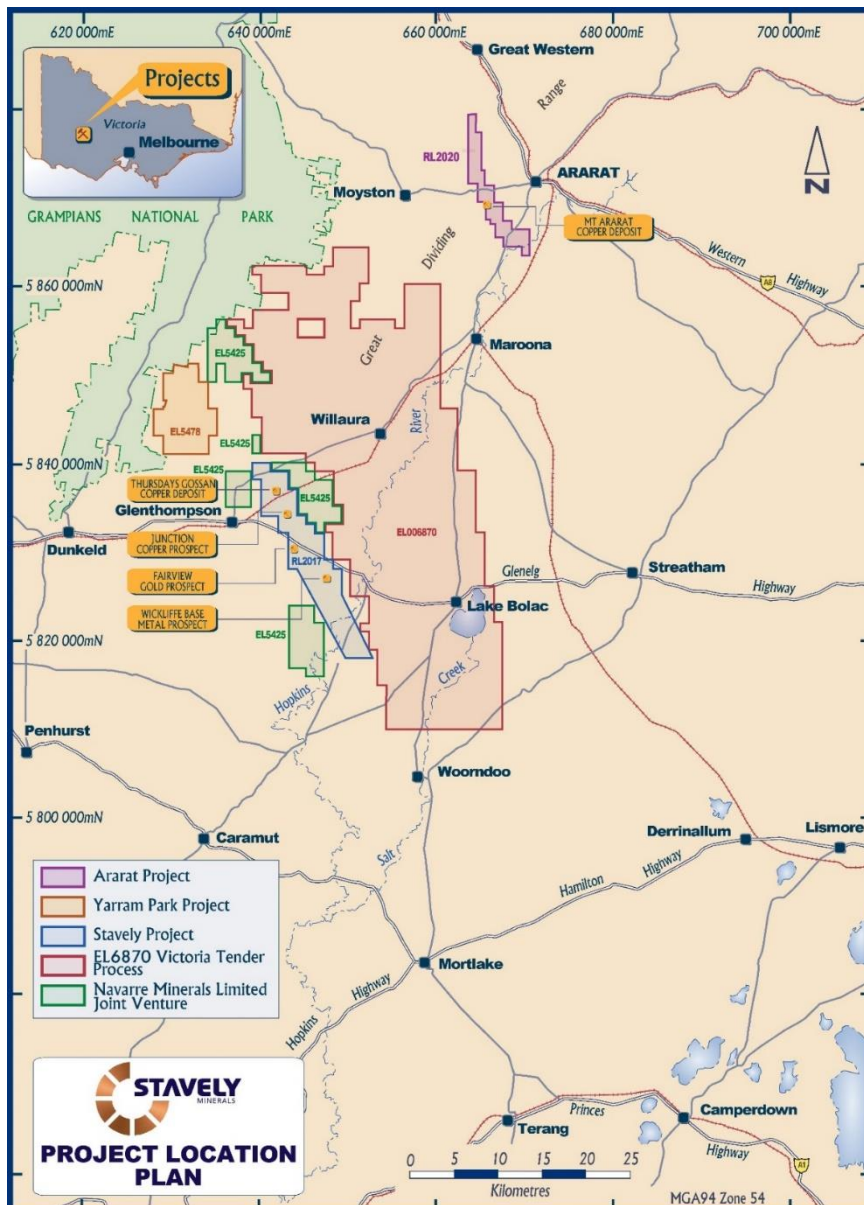 620 000mE
640 000mE
660 000mE
680 000mE
700 000mE
Projects
Victoria
Melbourne
Great Western
Range
RL2020
ARARAT
Moyston
N
MT ARARAT
COPPER DEPOSIT
GRAMPIANS NATIONAL PARK
Dividing
Western
Highway
A8
5 860 000mN
Great
Maroona
EL5425
EL5478
Willaura
River
EL5425
5 840 000mN
EL5425
THURSDAYS GOSSAN
COPPER DEPOSIT
EL5425
Glenthompson
EL006870
Dunkeld
JUNCTION
COPPER PROSPECT
RL2017
FAIRVIEW
GOLD PROSPECT
Glenelg
Streatham
Highway
WICKLIFFE BASE
METAL PROSPECT
Lake Bolac
5 820 000mN
EL5425
Creek
Hopkins
Penhurst
Woorndoo
5 800 000mN
Caramut
Salt
Derrinallum
Lismore
Highway
Hamilton
Ararat Project
Yarram Park Project
Stavely Project
EL6870 Victoria Tender
Process
Navarre Minerals Limited
Joint Venture
Mortlake
Highway
Hopkins
STAVELY
MINERALS
PROJECT LOCATION
PLAN
Terang
Princes
Camperdown
Highway
A1
0 5 10 15 20 25
Kilometres
MGA94 Zone 54